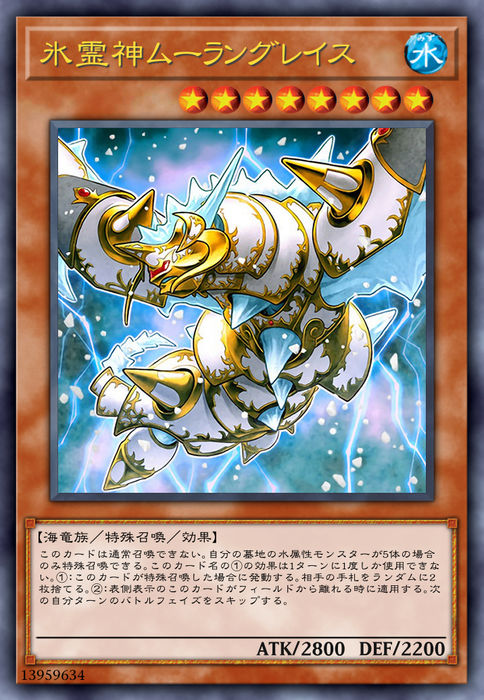 氷霊神ムーラングレイス
みず
水
【海竜族／特殊召喚／効果】
このカードは通常召喚できない。自分の墓地の水属性モンスターが5体の場合
のみ特殊召喚できる。このカード名の①の効果は1ターンに1度しか使用でき
ない。①：このカードが特殊召喚した場合に発動する。相手の手札をランダムに2
枚捨てる。②：表側表示のこのカードがフィールドから離れる時に適用する。次
の自分ターンのバトルフェイズをスキップする。
ATK/2800 DEF/2200
13959634